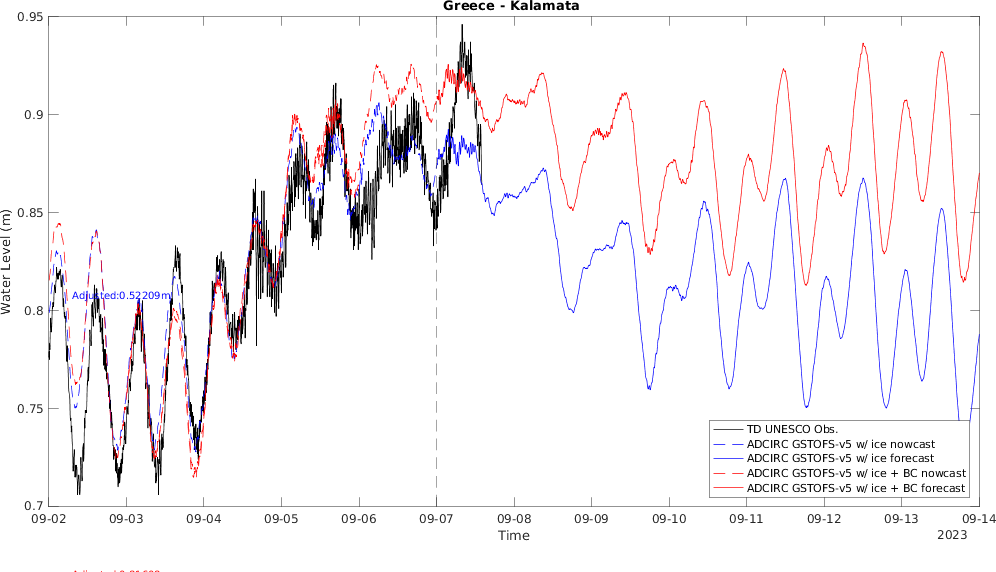 Greece - Kalamata
0.95
0.9
0.85
0.8
0.75
0.7
Water Level (m)
Adjusted:0.52209m
TD UNESCO Obs.
ADCIRC GSTOFS-v5 w/ ice nowcast
ADCIRC GSTOFS-v5 w/ ice forecast
ADCIRC GSTOFS-v5 w/ ice + BC nowcast
ADCIRC GSTOFS-v5 w/ ice + BC forecast
09-02 09-03 09-04 09-05 09-06 09-07 09-08 09-09 09-10 09-11 09-12 09-13 09-14
Time
2023